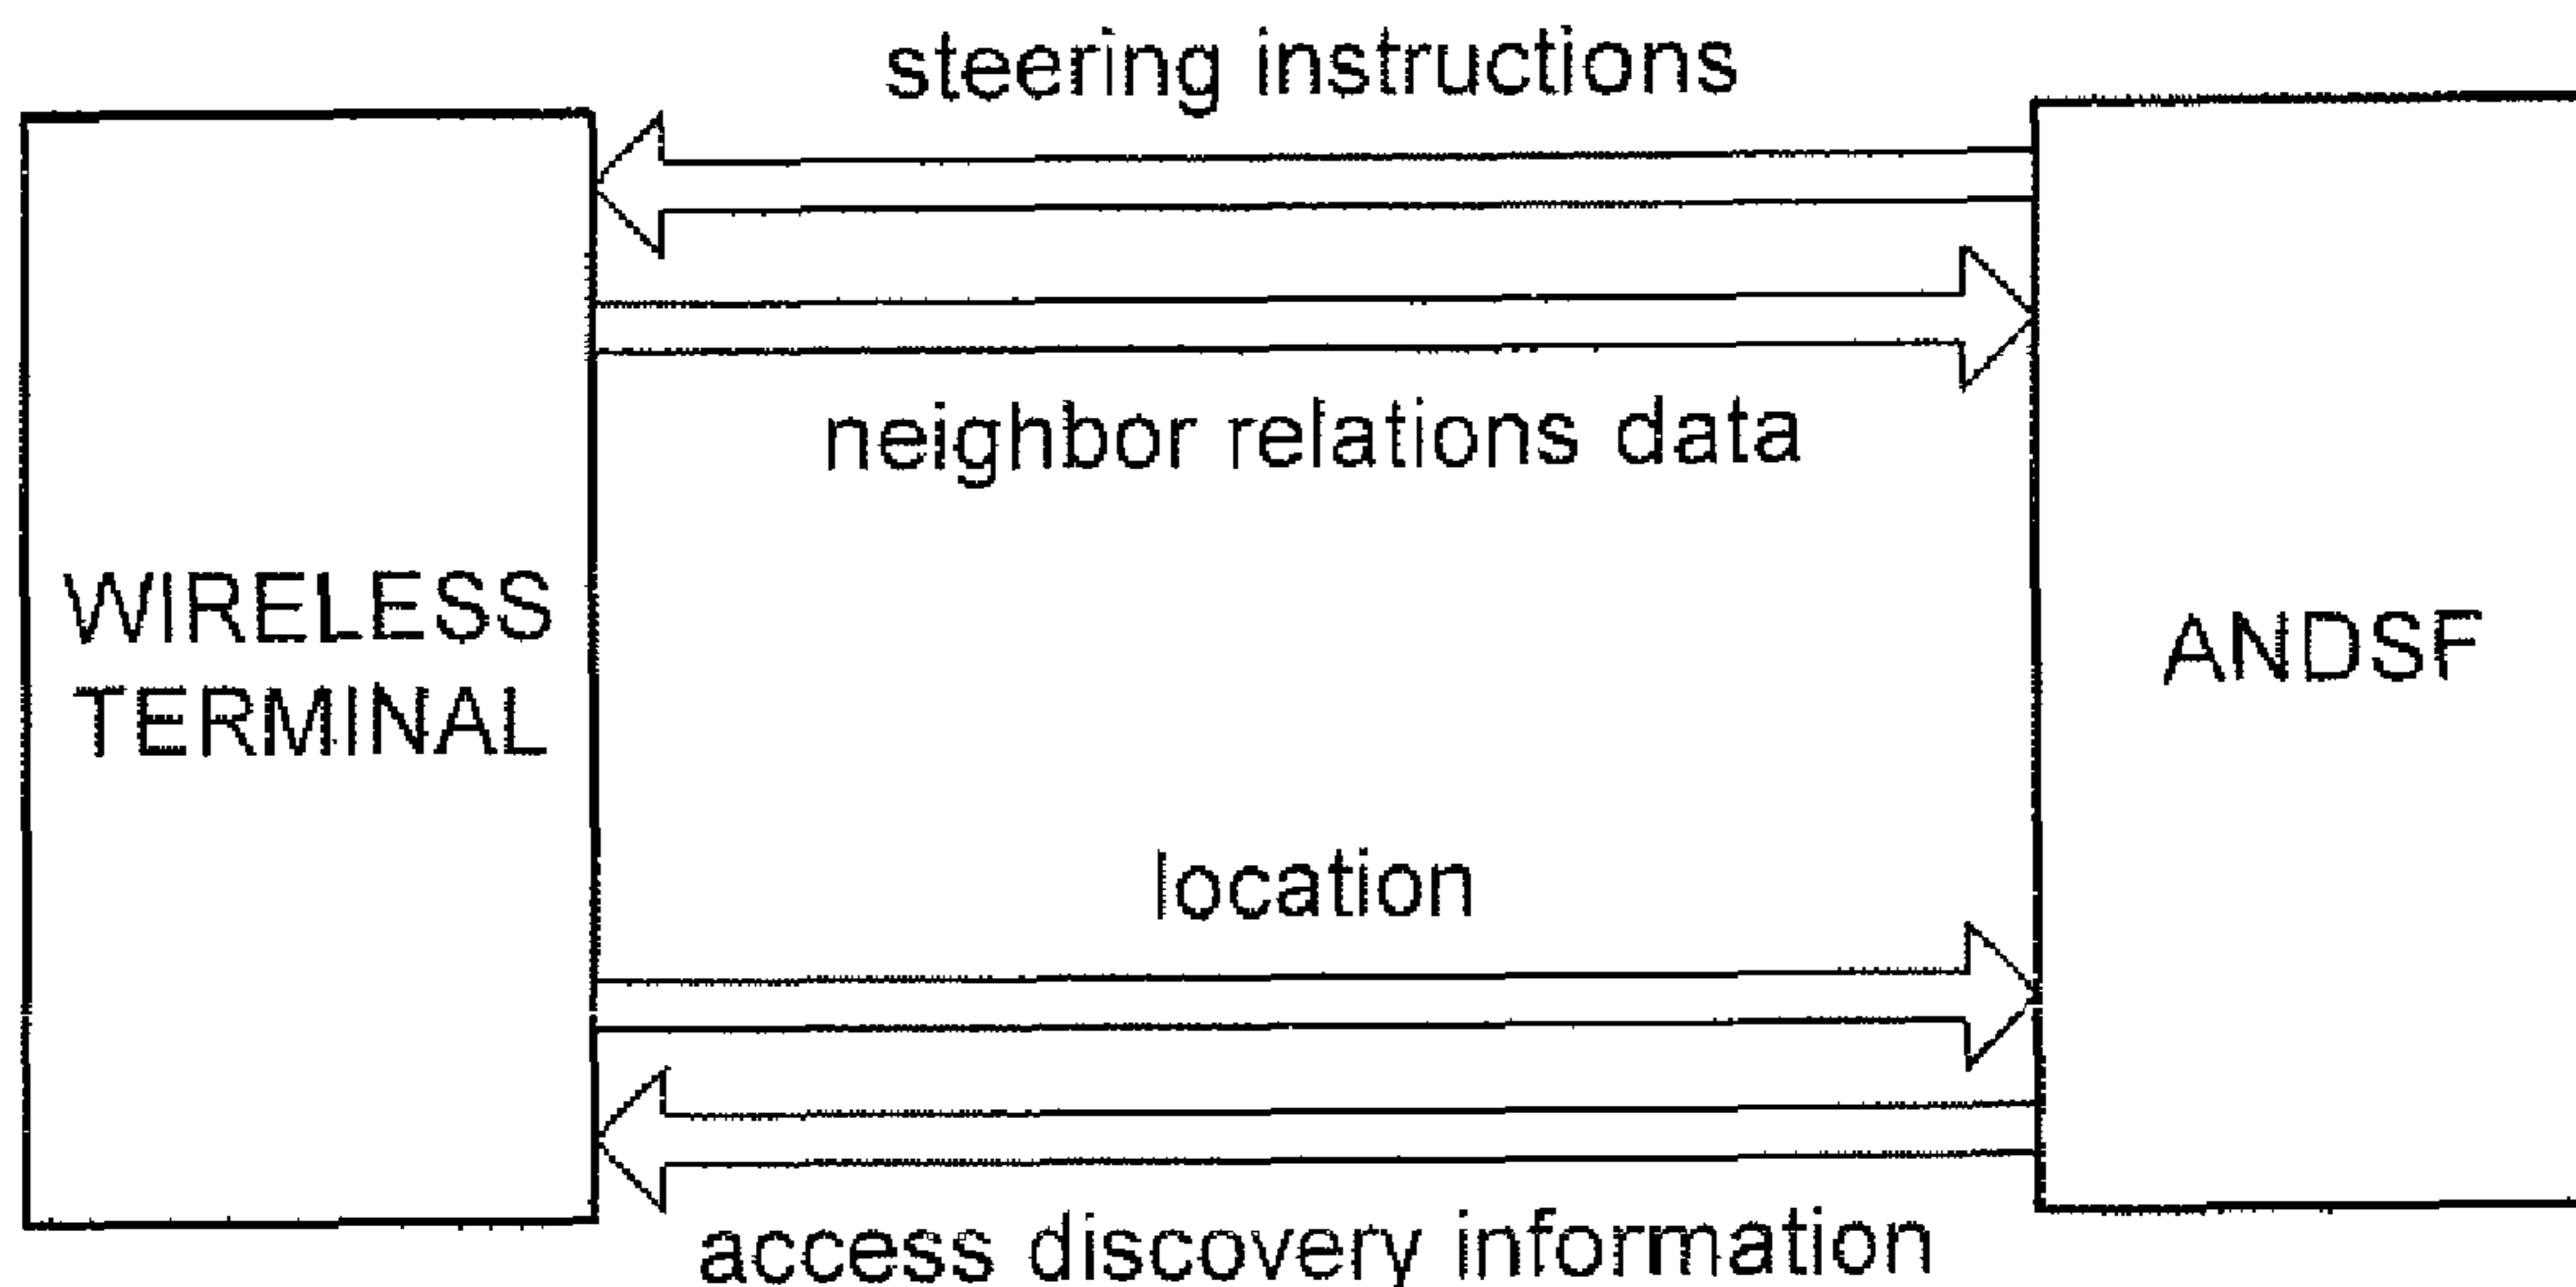 steering instructions
neighbor relations data
WIRELESS
TERMINAL
ANDSF
location
access discovery information